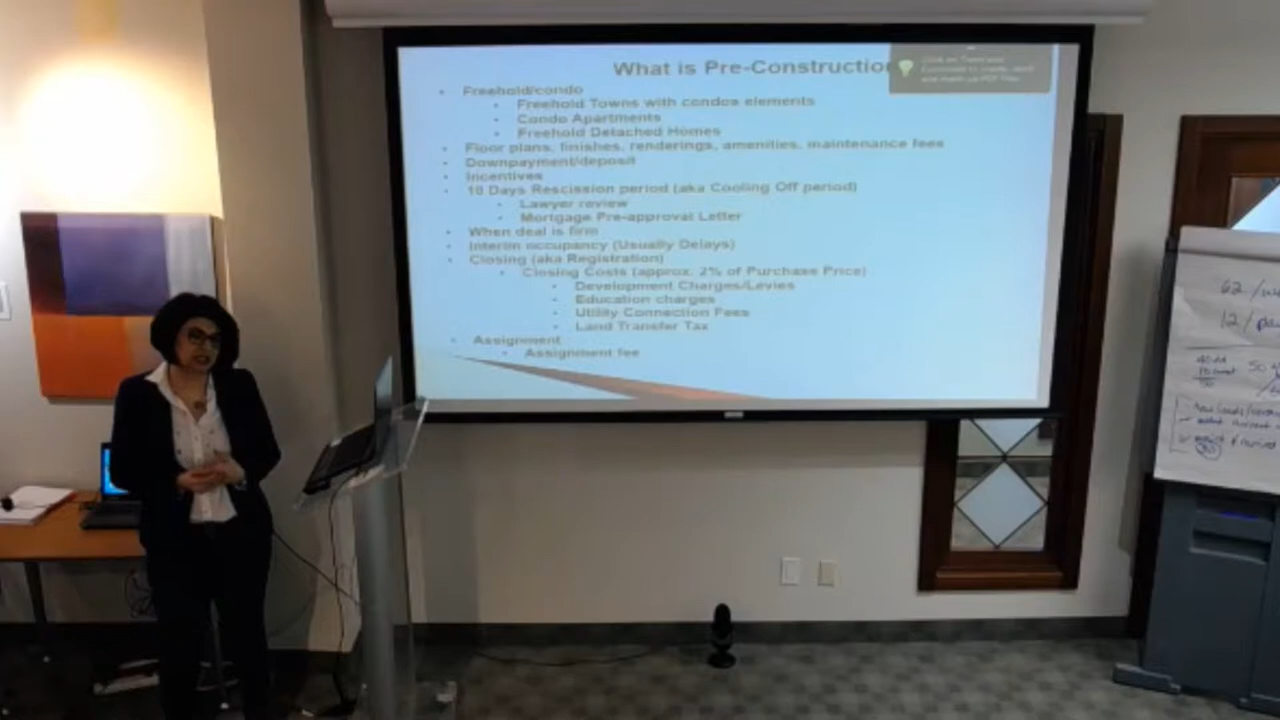 What is Pre-Construction
Freehold/condo
Freehold Towns with condos elements
Condo Apartments
Freehold Detached Homes
Floor plans, finishes, renderings, amenities, maintenance fees
Downpayment/deposit
Incentives
10 Days Rescission period (aka Cooling Off period)
Lawyer review
Mortgage Pre-approval Letter
When deal is firm
Interim occupancy (Usually Delays)
Closing (aka Registration)
Closing Costs (approx. 2% of Purchase Price)
Development Charges/Levies
Education charges
Utility Connection Fees
Land Transfer Tax
Assignment
Assignment fee
62 /
12 /
50